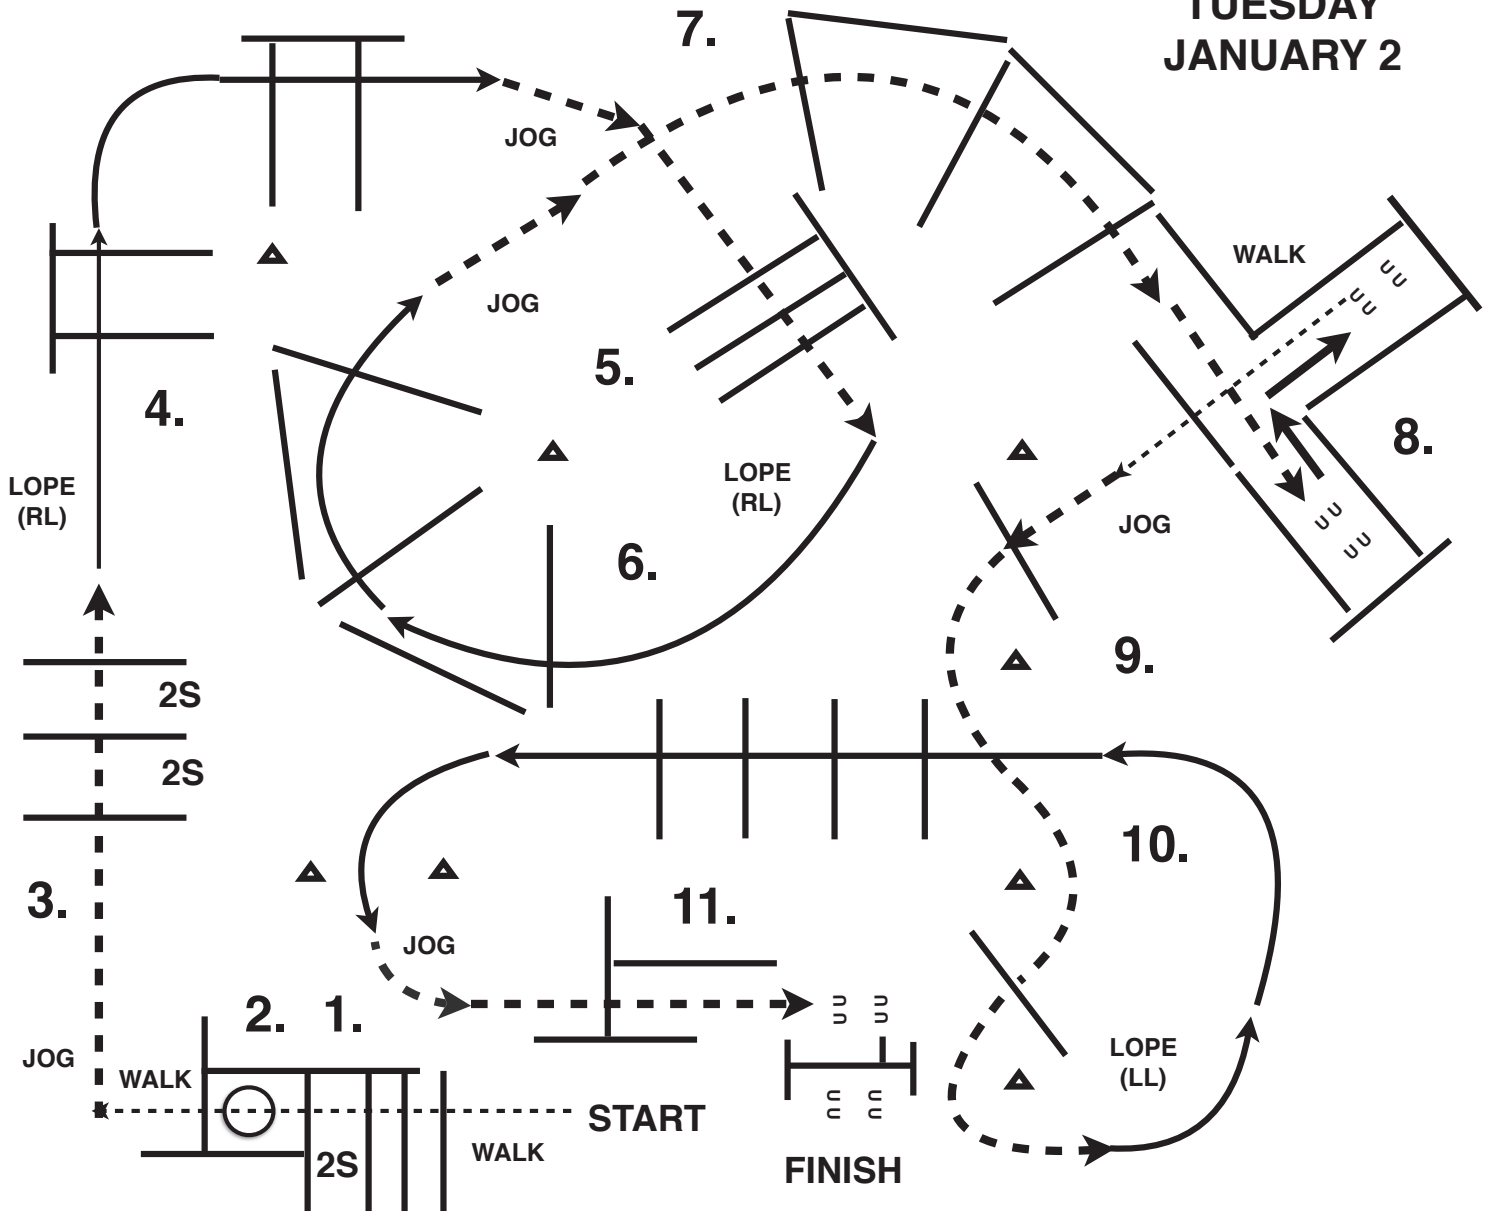 TUESDAY
JANUARY 2
7.
JOG
WALK
JOG
5.
4.
8.
LOPE
(RL)
LOPE
(RL)
JOG
6.
9.
2S
2S
10.
3.
11.
JOG
2. 1.
JOG
WALK
LOPE
(LL)
START
WALK
2S
FINISH